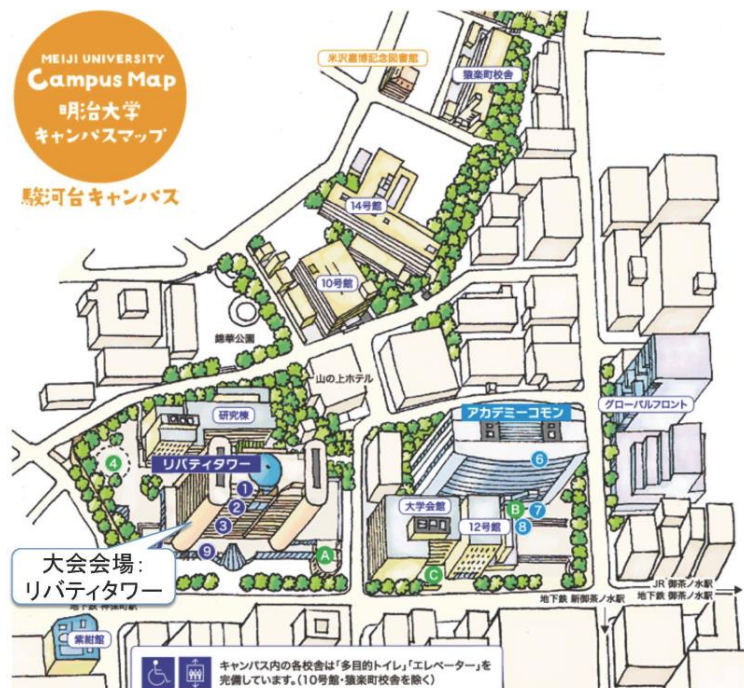 MEIJI UNIVERSITY
Campus Map
明治大学
キャンパスマップ
駿河台キャンパス
米沢嘉博記念図書館
猿楽町校舎
14号館
10号館
錦華公園
山の上ホテル
研究棟
アカデミーコモン
グローバルフロント
リバティタワー
4
6
1
2
3
9
大学会館
12号館
B
7
8
A
C
大会会場:
リバティタワー
地下鉄 神保町駅
JR 御茶ノ水駅
地下鉄 新御茶ノ水駅
地下鉄 御茶ノ水駅
紫紺館
キャンパス内の各校舎は「多目的トイレ」「エレベーター」を
完備しています。(10号館・猿楽町校舎を除く)